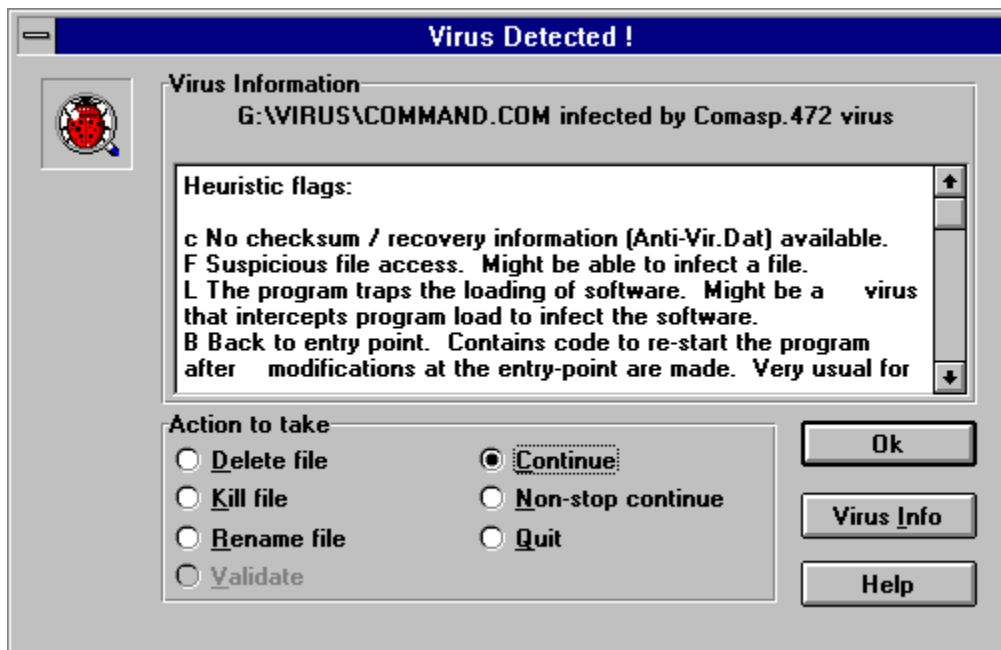 Virus Detected !
Virus Information
G:\VIRUS\COMMAND.COM infected by Comasp.472 virus
Heuristic flags:
c No checksum / recovery information (Anti-Vir.Dat) available.
F Suspicious file access.  Might be able to infect a file.
L The program traps the loading of software.  Might be a     virus
that intercepts program load to infect the software.
B Back to entry point.  Contains code to re-start the program
after    modifications at the entry-point are made.  Very usual for
Action to take
Delete file
Continue
Ok
Kill file
Non-stop continue
Virus Info
Rename file
Quit
Validate
Help